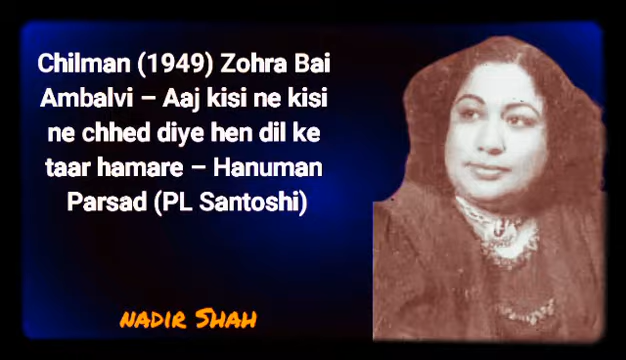 Chilman (1949) Zohra Bai
Ambalvi – Aaj kisi ne kisi
ne chhed diye hen dil ke
taar hamare – Hanuman
Parsad (PL Santoshi)
NADIR SHAH